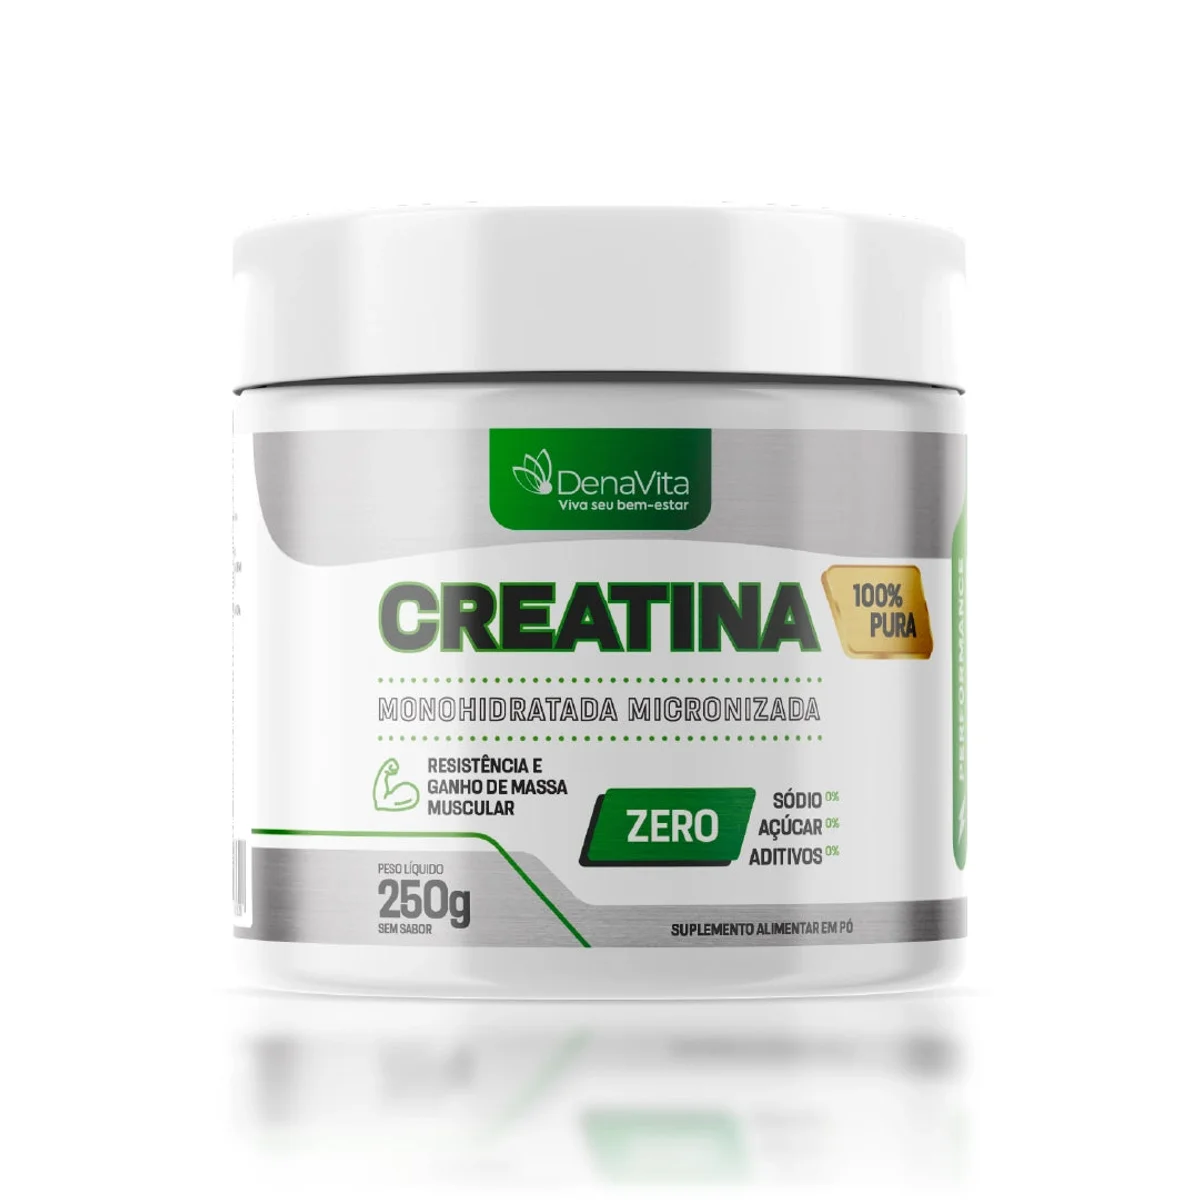 DenaVita
Viva seu bem-estar
CREATINA
100%
PURA
MONOHIDRATADA MICRONIZADA
RESISTÊNCIA E
GANHO DE MASSA
MUSCULAR
ZERO
SÓDIO 0%
AÇÚCAR 0%
ADITIVOS 0%
PESO LÍQUIDO
250g
SEM SABOR
SUPLEMENTO ALIMENTAR EM PÓ
PERFORMANCE